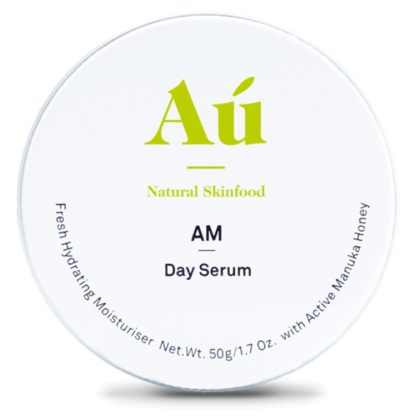 Aú
Natural Skinfood
AM
Day Serum
Fresh Hydrating Moisturiser Net.Wt. 50g/1.7 Oz. with Active Manuka Honey